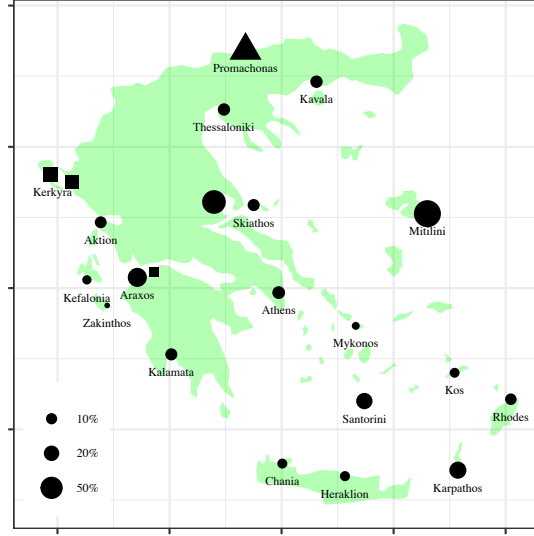 Promachonas
Kavala
Thessaloniki
Kerkyra
Skiathos
Mitilini
Aktion
Kefalonia
Araxos
Athens
Zakinthos
Mykonos
Kalamata
Kos
Santorini
Rhodes
10%
20%
50%
Chania
Heraklion
Karpathos